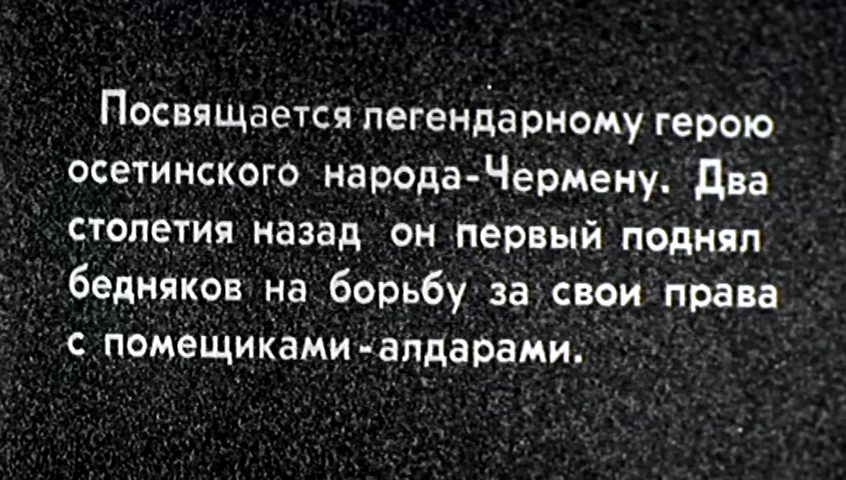 Посвящается легендарному герою
осетинского народа-Чермену. Два
столетия назад он первый поднял
бедняков на борьбу за свои права
с помещиками-алдарами.